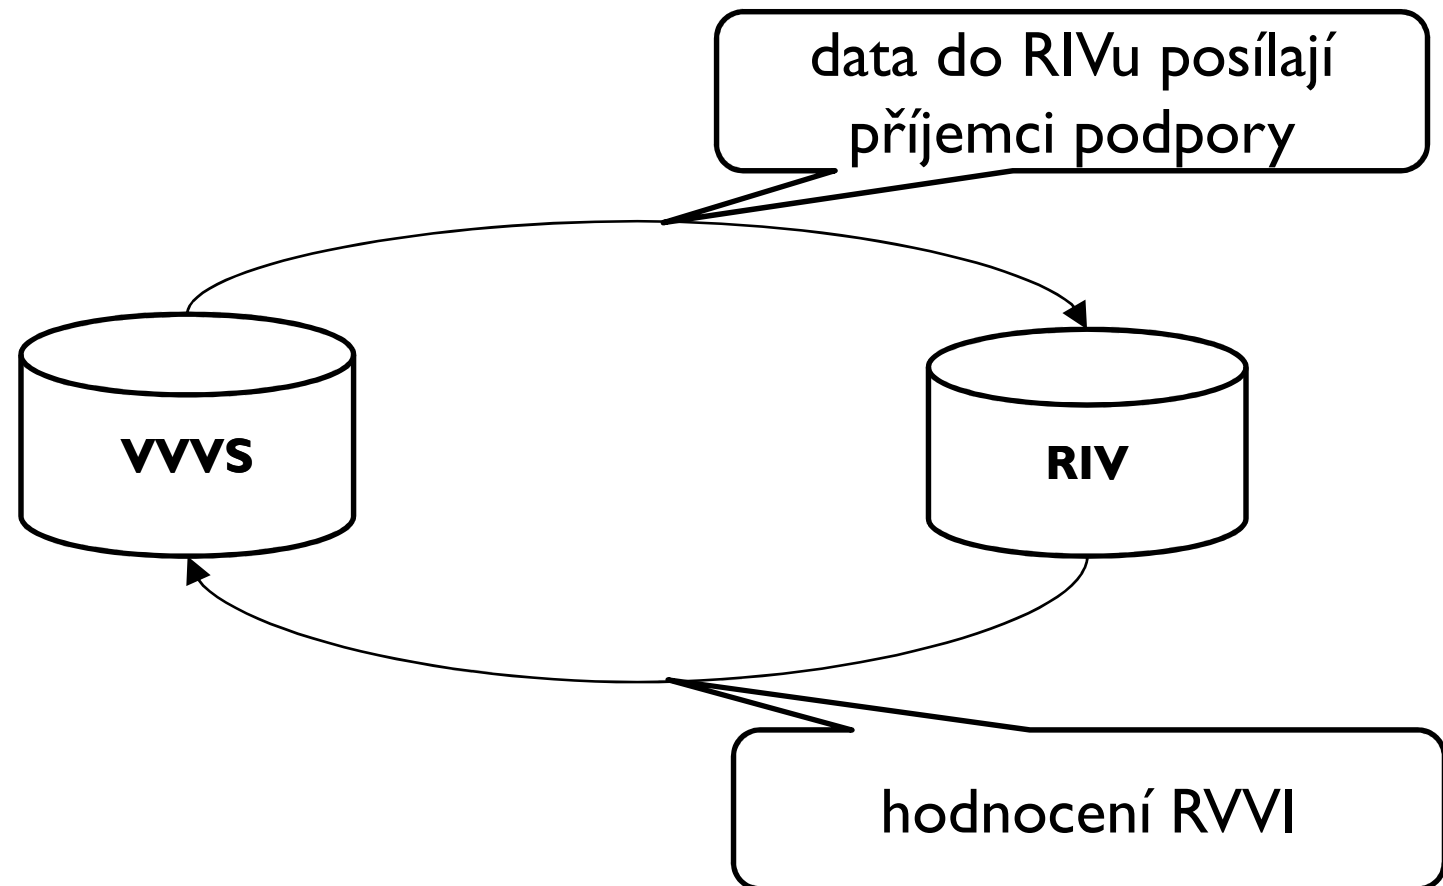 data do RIVu posílají
příjemci podpory
VVVS
RIV
hodnocení RVVI